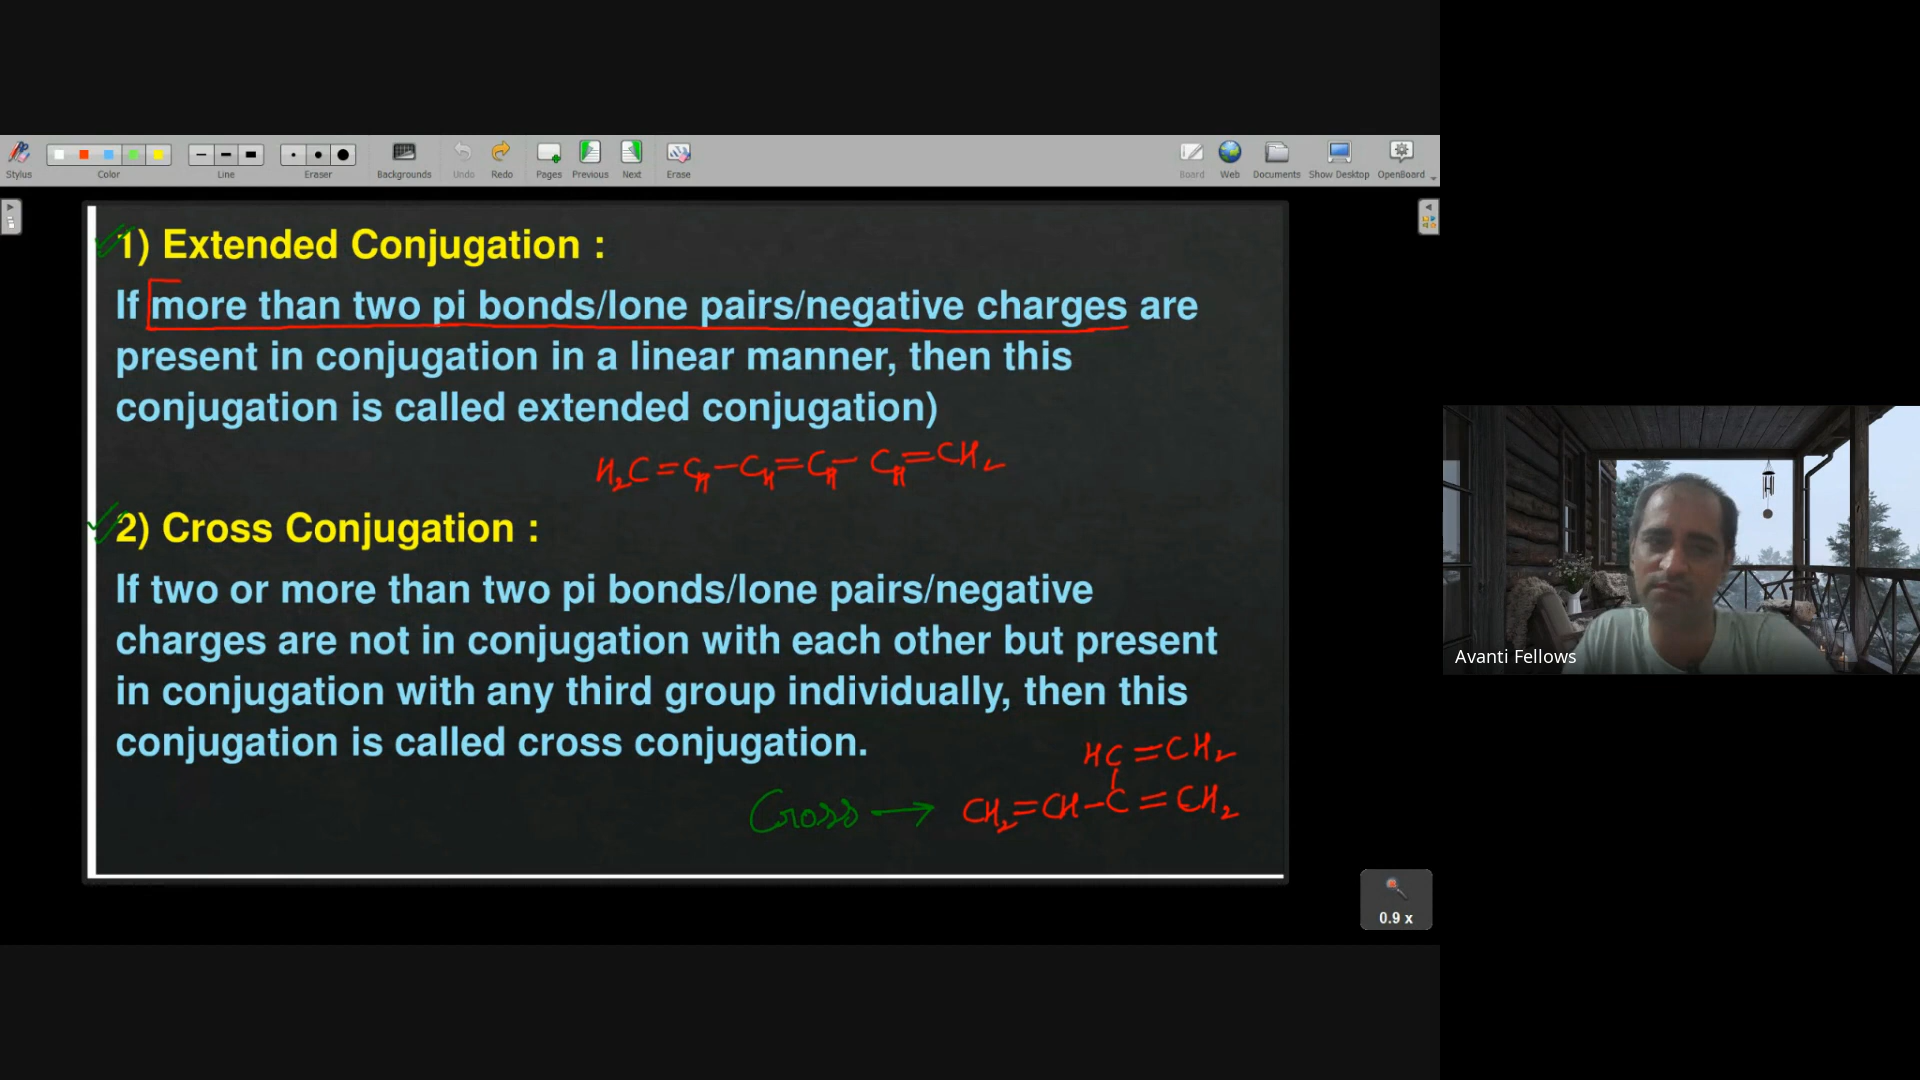 Stylus
Color
Line
Eraser
Backgrounds
Undo
Redo
Pages
Previous
Next
Erase
Board
Web
Documents
Show Desktop
OpenBoard
1) Extended Conjugation :
If more than two pi bonds/lone pairs/negative charges are
present in conjugation in a linear manner, then this
conjugation is called extended conjugation)
H₂C=CH-CH=CH-CH=CH₂
2) Cross Conjugation :
If two or more than two pi bonds/lone pairs/negative
charges are not in conjugation with each other but present
in conjugation with any third group individually, then this
conjugation is called cross conjugation.
HC=CH₂
Cross → CH₂=CH-C=CH₂
0.9 x
Avanti Fellows